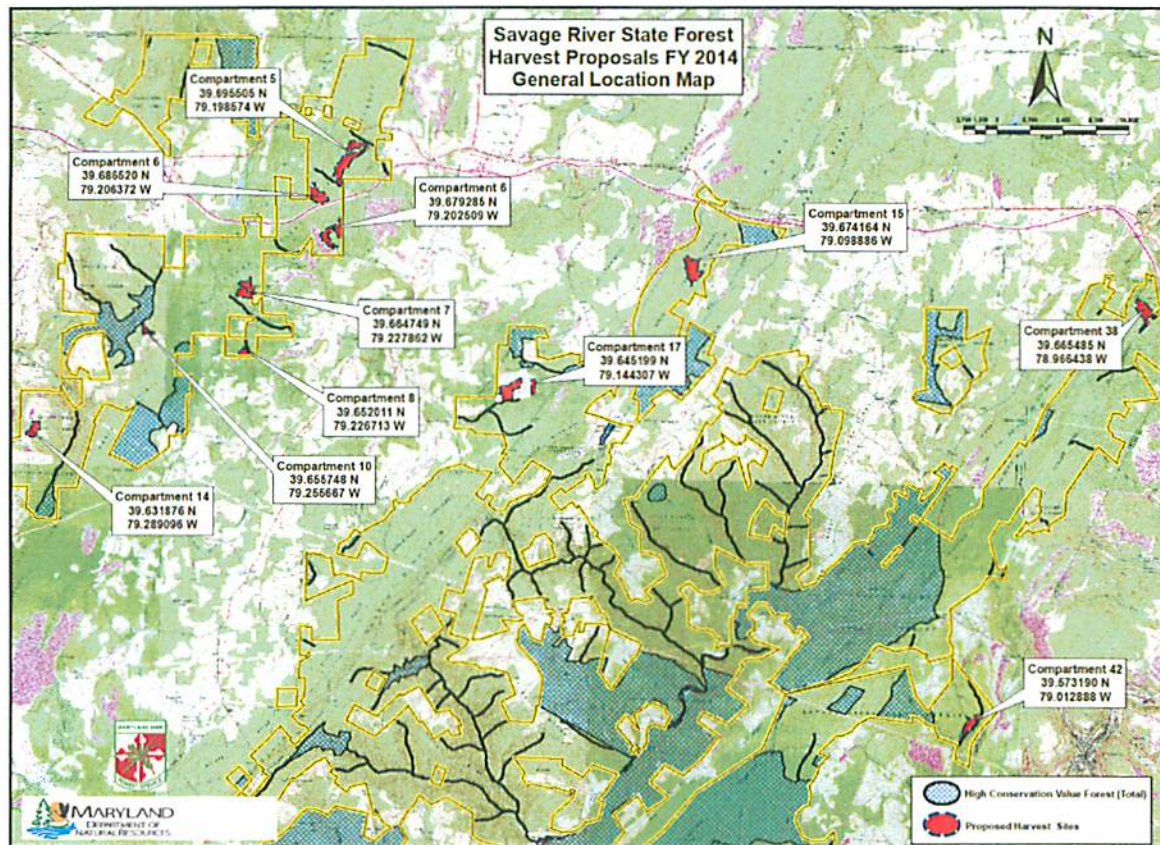 Savage River State Forest
Harvest Proposals FY 2014
General Location Map
N
Compartment 5
39.695505 N
79.198574 W
Compartment 6
39.685520 N
79.206372 W
Compartment 6
39.679285 N
79.202509 W
Compartment 15
39.674164 N
79.098886 W
Compartment 7
39.664749 N
79.227862 W
Compartment 38
39.665485 N
78.966438 W
Compartment 17
39.645199 N
79.144307 W
Compartment 8
39.652011 N
79.226713 W
Compartment 10
39.655748 N
79.255667 W
Compartment 14
39.631876 N
79.289096 W
Compartment 42
39.573190 N
79.012888 W
High Conservation Value Forest (Total)
Proposed Harvest Sites
MARYLAND
DEPARTMENT OF
NATURAL RESOURCES